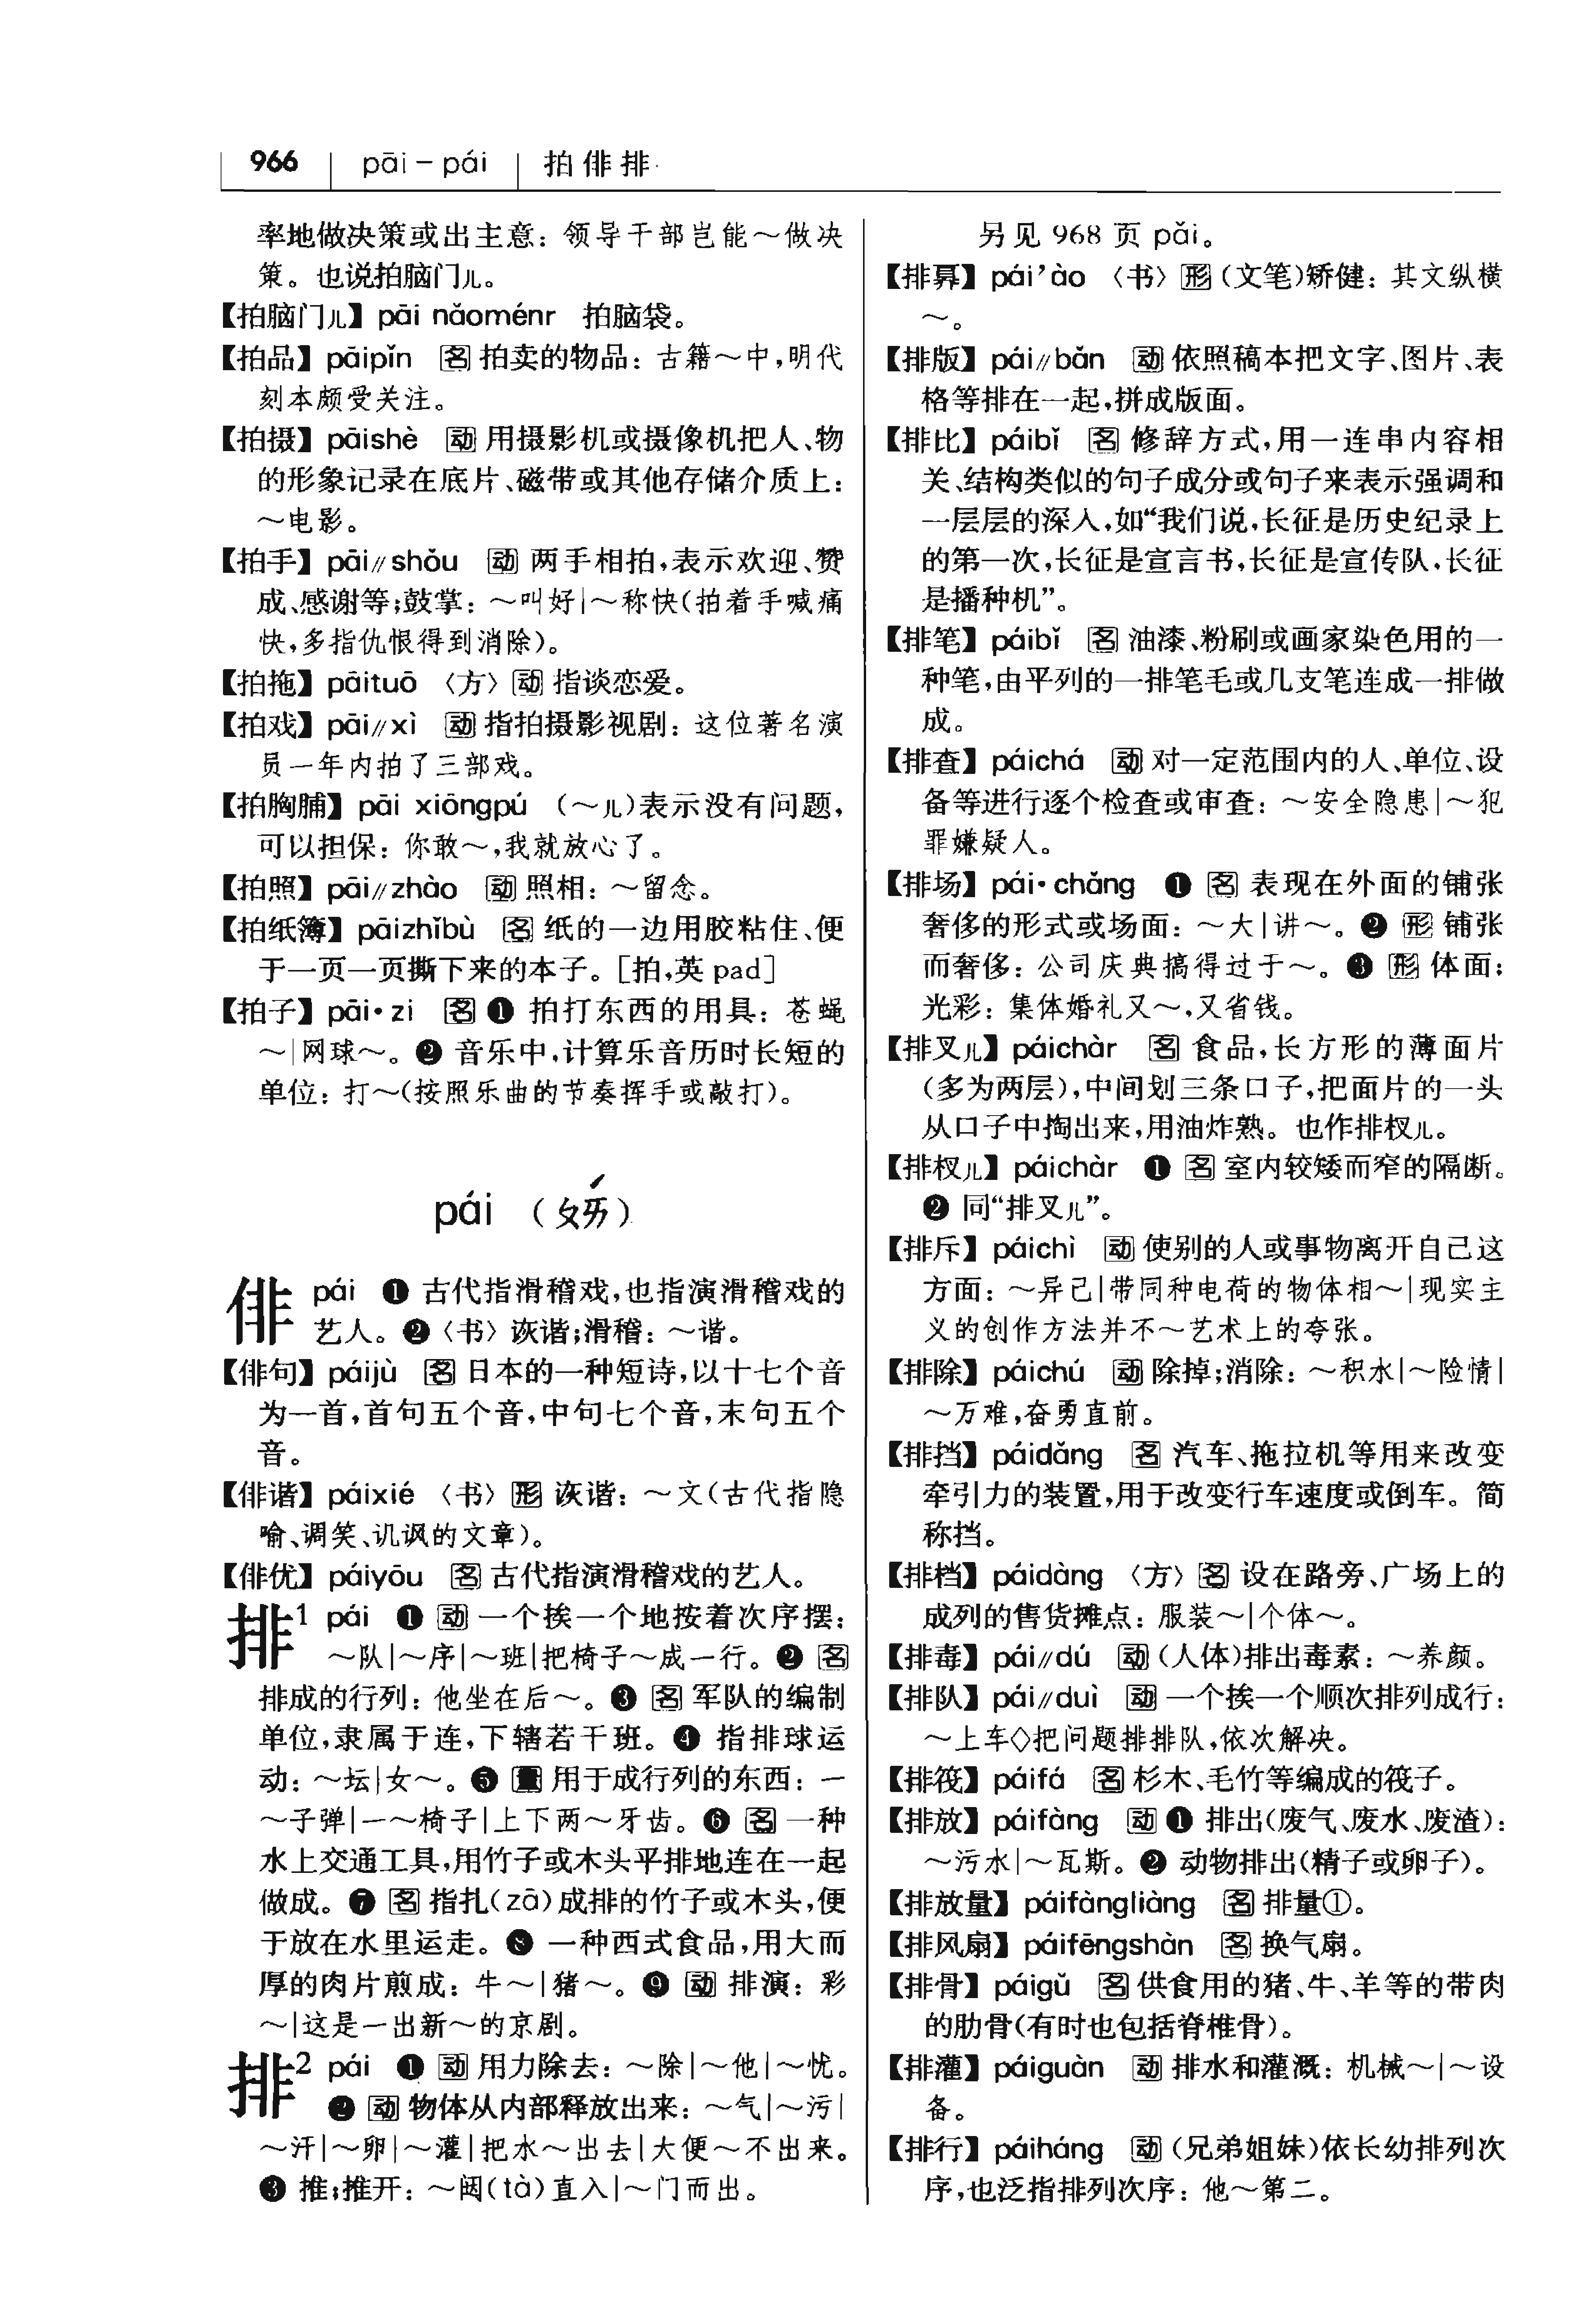 966 pāi－pái 拍俳排
率地做决策或出主意：领导干部岂能～做决
策。也说拍脑门儿。
【拍脑门儿】pāi nǎoménr 拍脑袋。
【拍品】pāipǐn 名 拍卖的物品：古籍～中，明代
刻本颇受关注。
【拍摄】pāishè 动 用摄影机或摄像机把人、物
的形象记录在底片、磁带或其他存储介质上：
～电影。
【拍手】pāi∥shǒu 动 两手相拍，表示欢迎、赞
成、感谢等；鼓掌：～叫好|～称快（拍着手喊痛
快，多指仇恨得到消除）。
【拍拖】pāituō 〈方〉动 指谈恋爱。
【拍戏】pāi∥xì 动 指拍摄影视剧：这位著名演
员一年内拍了三部戏。
【拍胸脯】pāi xiōngpú （～儿）表示没有问题，
可以担保：你敢～，我就放心了。
【拍照】pāi∥zhào 动 照相：～留念。
【拍纸簿】pāizhǐbù 名 纸的一边用胶粘住、便
于一页一页撕下来的本子。［拍，英 pad］
【拍子】pāi·zi 名 ❶ 拍打东西的用具：苍蝇
～|网球～。❷ 音乐中，计算乐音历时长短的
单位：打～（按照乐曲的节奏挥手或敲打）。
pái （ㄆㄞˊ）
俳 pái ❶ 古代指滑稽戏，也指演滑稽戏的
艺人。❷〈书〉诙谐；滑稽：～谐。
【俳句】páijù 名 日本的一种短诗，以十七个音
为一首，首句五个音，中句七个音，末句五个
音。
【俳谐】páixié 〈书〉形 诙谐：～文（古代指隐
喻、调笑、讥讽的文章）。
【俳优】páiyōu 名 古代指演滑稽戏的艺人。
排1 pái ❶ 动 一个挨一个地按着次序摆：
～队|～序|～班|把椅子～成一行。❷ 名
排成的行列：他坐在后～。❸ 名 军队的编制
单位，隶属于连，下辖若干班。❹ 指排球运
动：～坛|女～。❺ 量 用于成行列的东西：一
～子弹|一～椅子|上下两～牙齿。❻ 名 一种
水上交通工具，用竹子或木头平排地连在一起
做成。❼ 名 指扎（zā）成排的竹子或木头，便
于放在水里运走。❽ 一种西式食品，用大而
厚的肉片煎成：牛～|猪～。❾ 动 排演：彩
～|这是一出新～的京剧。
排2 pái ❶ 动 用力除去：～除|～他|～忧。
❷ 动 物体从内部释放出来：～气|～污|
～汗|～卵|～灌|把水～出去|大便～不出来。
❸ 推；推开：～闼（tà）直入|～门而出。
另见 968 页 pǎi。
【排奡】pái’ào 〈书〉形（文笔）矫健：其文纵横
～。
【排版】pái∥bǎn 动 依照稿本把文字、图片、表
格等排在一起，拼成版面。
【排比】páibǐ 名 修辞方式，用一连串内容相
关、结构类似的句子成分或句子来表示强调和
一层层的深入，如“我们说，长征是历史纪录上
的第一次，长征是宣言书，长征是宣传队，长征
是播种机”。
【排笔】páibǐ 名 油漆、粉刷或画家染色用的一
种笔，由平列的一排笔毛或几支笔连成一排做
成。
【排查】páichá 动 对一定范围内的人、单位、设
备等进行逐个检查或审查：～安全隐患|～犯
罪嫌疑人。
【排场】pái·chǎng ❶ 名 表现在外面的铺张
奢侈的形式或场面：～大|讲～。❷ 形 铺张
而奢侈：公司庆典搞得过于～。❸ 形 体面；
光彩：集体婚礼又～，又省钱。
【排叉儿】páichàr 名 食品，长方形的薄面片
（多为两层），中间划三条口子，把面片的一头
从口子中掏出来，用油炸熟。也作排杈儿。
【排杈儿】páichàr ❶ 名 室内较矮而窄的隔断。
❷ 同“排叉儿”。
【排斥】páichì 动 使别的人或事物离开自己这
方面：～异己|带同种电荷的物体相～|现实主
义的创作方法并不～艺术上的夸张。
【排除】páichú 动 除掉；消除：～积水|～险情|
～万难，奋勇直前。
【排挡】páidǎng 名 汽车、拖拉机等用来改变
牵引力的装置，用于改变行车速度或倒车。简
称挡。
【排档】páidàng 〈方〉名 设在路旁、广场上的
成列的售货摊点：服装～|个体～。
【排毒】pái∥dú 动（人体）排出毒素：～养颜。
【排队】pái∥duì 动 一个挨一个顺次排列成行：
～上车◇把问题排排队，依次解决。
【排筏】páifá 名 杉木、毛竹等编成的筏子。
【排放】páifàng 动 ❶ 排出（废气、废水、废渣）：
～污水|～瓦斯。❷ 动物排出（精子或卵子）。
【排放量】páifàngliàng 名 排量①。
【排风扇】páifēngshàn 名 换气扇。
【排骨】páigǔ 名 供食用的猪、牛、羊等的带肉
的肋骨（有时也包括脊椎骨）。
【排灌】páiguàn 动 排水和灌溉：机械～|～设
备。
【排行】páiháng 动（兄弟姐妹）依长幼排列次
序，也泛指排列次序：他～第二。